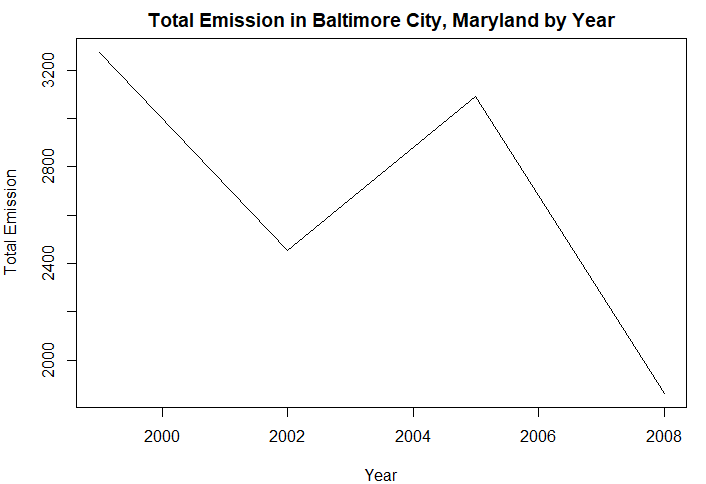 Total Emission in Baltimore City, Maryland by Year
Total Emission
3200
2800
2400
2000
2000 2002 2004 2006 2008
Year